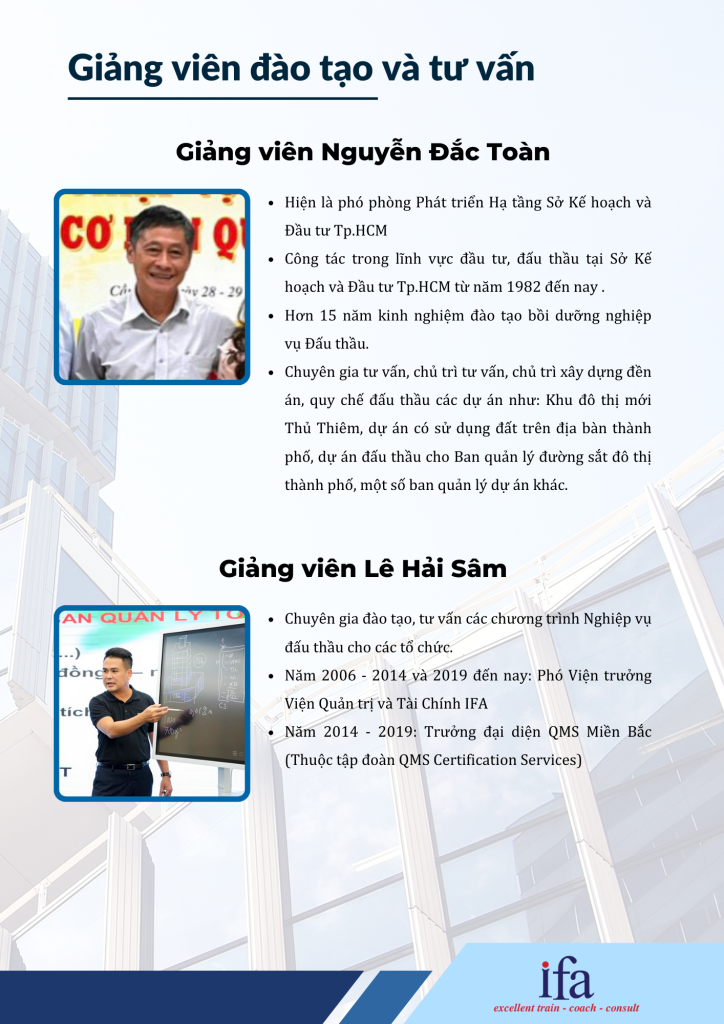 Giảng viên đào tạo và tư vấn
Giảng viên Nguyễn Đắc Toàn
CƠ
QU
28 - 29
• Hiện là phó phòng Phát triển Hạ tầng Sở Kế hoạch và
Đầu tư Tp.HCM
• Công tác trong lĩnh vực đầu tư, đấu thầu tại Sở Kế
hoạch và Đầu tư Tp.HCM từ năm 1982 đến nay .
• Hơn 15 năm kinh nghiệm đào tạo bồi dưỡng nghiệp
vụ Đấu thầu.
• Chuyên gia tư vấn, chủ trì tư vấn, chủ trì xây dựng đền
án, quy chế đấu thầu các dự án như: Khu đô thị mới
Thủ Thiêm, dự án có sử dụng đất trên địa bàn thành
phố, dự án đấu thầu cho Ban quản lý đường sắt đô thị
thành phố, một số ban quản lý dự án khác.
Giảng viên Lê Hải Sâm
AN QUẢN LÝ TÒ
...)
đồng
tích
T
• Chuyên gia đào tạo, tư vấn các chương trình Nghiệp vụ
đấu thầu cho các tổ chức.
• Năm 2006 - 2014 và 2019 đến nay: Phó Viện trưởng
Viện Quản trị và Tài Chính IFA
• Năm 2014 - 2019: Trưởng đại diện QMS Miền Bắc
(Thuộc tập đoàn QMS Certification Services)
ifa
excellent train - coach - consult